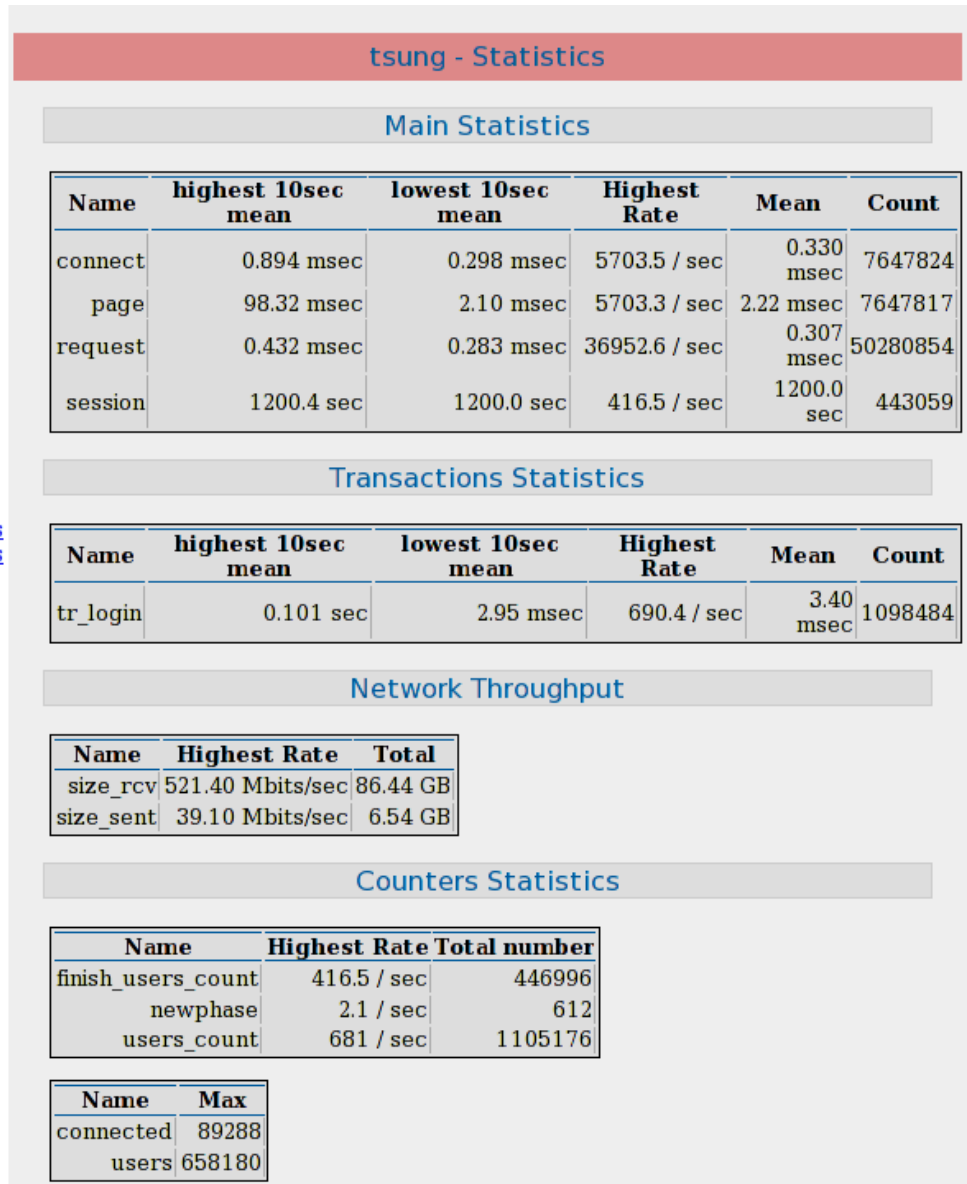 tsung - Statistics
Main Statistics
Name highest 10sec mean lowest 10sec mean Highest Rate Mean Count
connect 0.894 msec 0.298 msec 5703.5 / sec 0.330 msec 7647824
page 98.32 msec 2.10 msec 5703.3 / sec 2.22 msec 7647817
request 0.432 msec 0.283 msec 36952.6 / sec 0.307 msec 50280854
session 1200.4 sec 1200.0 sec 416.5 / sec 1200.0 sec 443059
Transactions Statistics
Name highest 10sec mean lowest 10sec mean Highest Rate Mean Count
tr_login 0.101 sec 2.95 msec 690.4 / sec 3.40 msec 1098484
Network Throughput
Name Highest Rate Total
size_rcv 521.40 Mbits/sec 86.44 GB
size_sent 39.10 Mbits/sec 6.54 GB
Counters Statistics
Name Highest Rate Total number
finish_users_count 416.5 / sec 446996
newphase 2.1 / sec 612
users_count 681 / sec 1105176
Name Max
connected 89288
users 658180